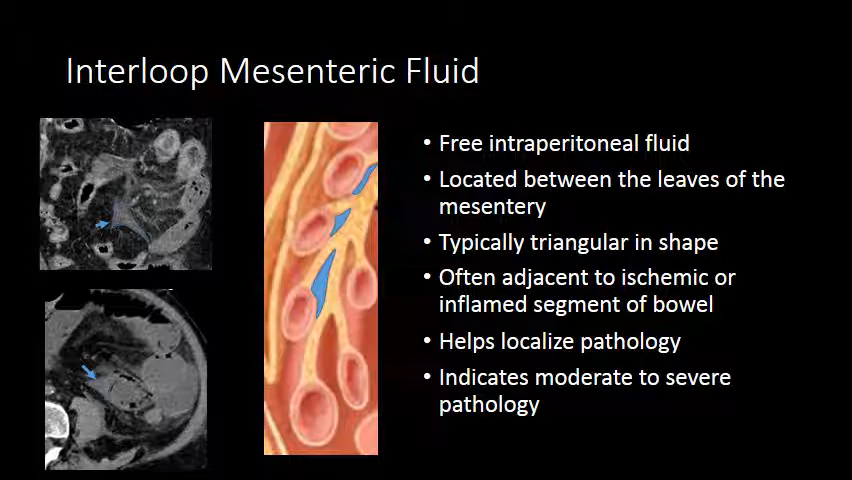 Interloop Mesenteric Fluid
• Free intraperitoneal fluid
• Located between the leaves of the
mesentery
• Typically triangular in shape
• Often adjacent to ischemic or
inflamed segment of bowel
• Helps localize pathology
• Indicates moderate to severe
pathology